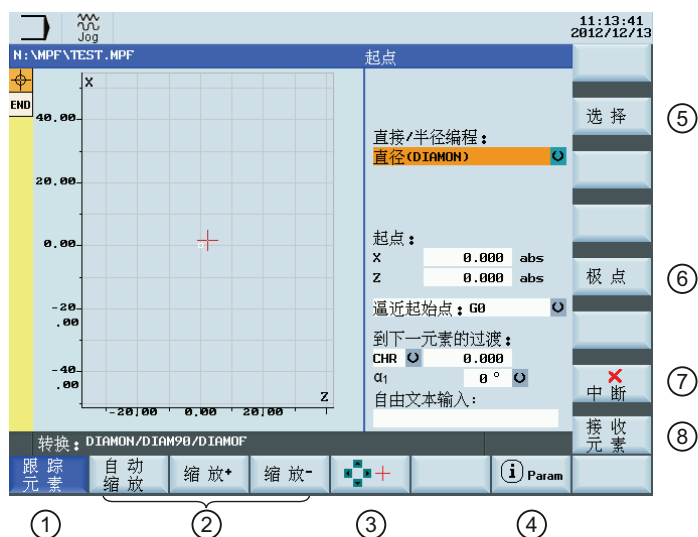 Jog
11:13:41
2012/12/13
N:\MPF\TEST.MPF
起点
END
X
40.00
20.00
0.00
-20
.00
-40
.00
Z
-20.00 0.00 20.00
直接/半径编程：
直径(DIAMON)
起点：
X 0.000 abs
Z 0.000 abs
逼近起始点：G0
到下一元素的过渡：
CHR 0.000
α1 0 °
自由文本输入：
转换：DIAMON/DIAM90/DIAMOF
选择
极点
中断
接收
元素
跟踪
元素
自动
缩放
缩放+
缩放-
i Param
①
②
③
④
⑤
⑥
⑦
⑧